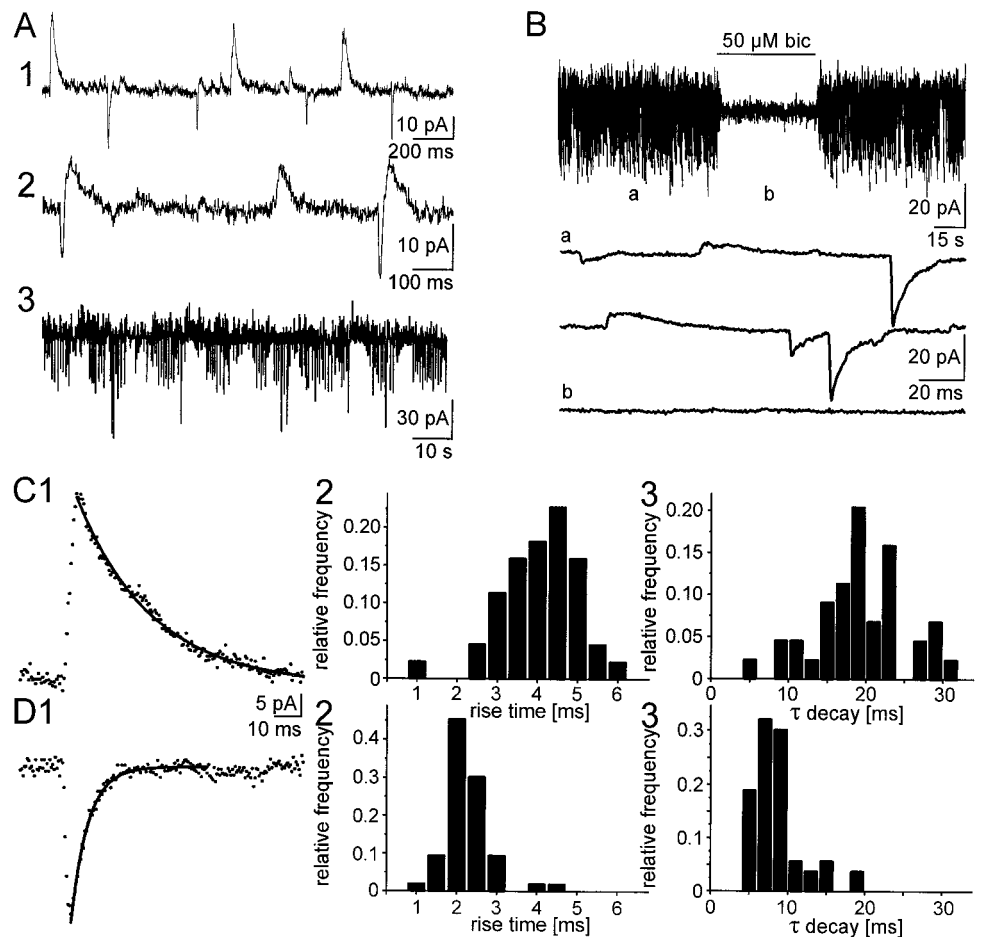 A
1
10 pA
200 ms
2
10 pA
100 ms
3
30 pA
10 s
B
50 µM bic
a
b
20 pA
15 s
a
20 pA
20 ms
b
C1
5 pA
10 ms
2
relative frequency
0.20
0.15
0.10
0.05
0
1 2 3 4 5 6
rise time [ms]
3
relative frequency
0.20
0.15
0.10
0.05
0
0 10 20 30
τ decay [ms]
D1
2
relative frequency
0.4
0.3
0.2
0.1
0
1 2 3 4 5 6
rise time [ms]
3
relative frequency
0.3
0.2
0.1
0
0 10 20 30
τ decay [ms]